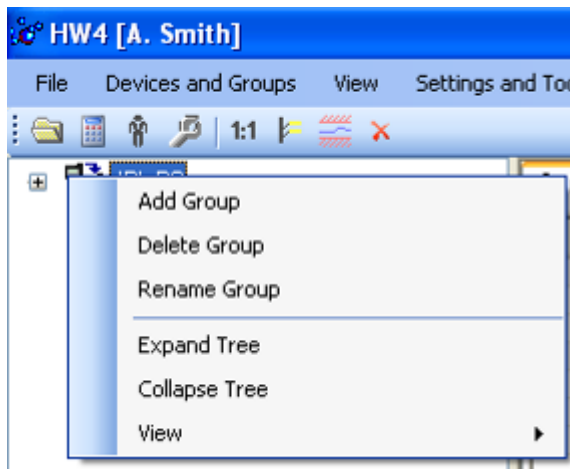 HW4 [A. Smith]
File Devices and Groups View Settings and
1:1
Add Group
Delete Group
Rename Group
Expand Tree
Collapse Tree
View